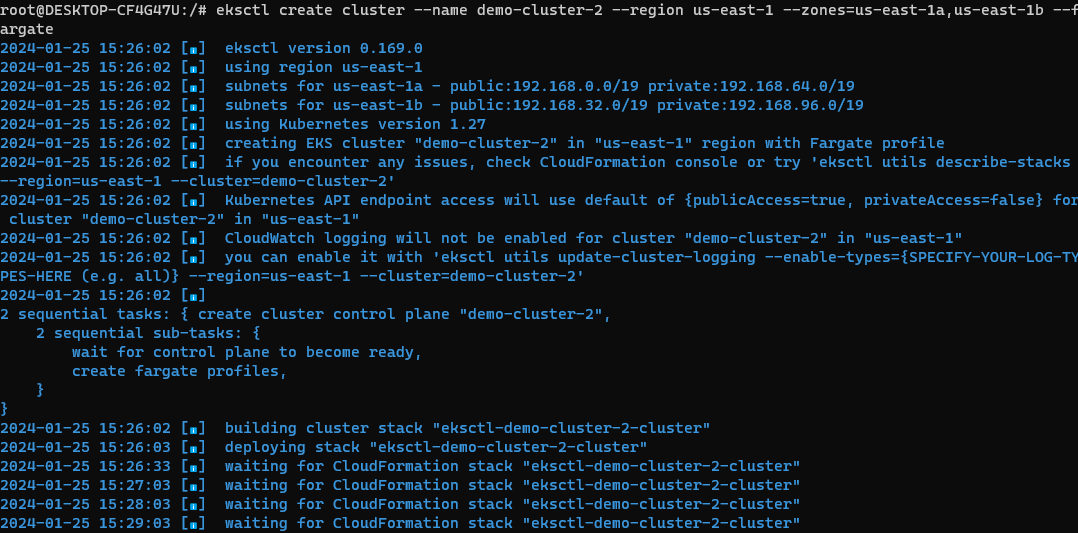 root@DESKTOP-CF4G47U:/# eksctl create cluster --name demo-cluster-2 --region us-east-1 --zones=us-east-1a,us-east-1b --f
argate
2024-01-25 15:26:02 [ℹ]  eksctl version 0.169.0
2024-01-25 15:26:02 [ℹ]  using region us-east-1
2024-01-25 15:26:02 [ℹ]  subnets for us-east-1a - public:192.168.0.0/19 private:192.168.64.0/19
2024-01-25 15:26:02 [ℹ]  subnets for us-east-1b - public:192.168.32.0/19 private:192.168.96.0/19
2024-01-25 15:26:02 [ℹ]  using Kubernetes version 1.27
2024-01-25 15:26:02 [ℹ]  creating EKS cluster "demo-cluster-2" in "us-east-1" region with Fargate profile
2024-01-25 15:26:02 [ℹ]  if you encounter any issues, check CloudFormation console or try 'eksctl utils describe-stacks
--region=us-east-1 --cluster=demo-cluster-2'
2024-01-25 15:26:02 [ℹ]  Kubernetes API endpoint access will use default of {publicAccess=true, privateAccess=false} for
 cluster "demo-cluster-2" in "us-east-1"
2024-01-25 15:26:02 [ℹ]  CloudWatch logging will not be enabled for cluster "demo-cluster-2" in "us-east-1"
2024-01-25 15:26:02 [ℹ]  you can enable it with 'eksctl utils update-cluster-logging --enable-types={SPECIFY-YOUR-LOG-TY
PES-HERE (e.g. all)} --region=us-east-1 --cluster=demo-cluster-2'
2024-01-25 15:26:02 [ℹ]
2 sequential tasks: { create cluster control plane "demo-cluster-2",
    2 sequential sub-tasks: {
        wait for control plane to become ready,
        create fargate profiles,
    }
}
2024-01-25 15:26:02 [ℹ]  building cluster stack "eksctl-demo-cluster-2-cluster"
2024-01-25 15:26:03 [ℹ]  deploying stack "eksctl-demo-cluster-2-cluster"
2024-01-25 15:26:33 [ℹ]  waiting for CloudFormation stack "eksctl-demo-cluster-2-cluster"
2024-01-25 15:27:03 [ℹ]  waiting for CloudFormation stack "eksctl-demo-cluster-2-cluster"
2024-01-25 15:28:03 [ℹ]  waiting for CloudFormation stack "eksctl-demo-cluster-2-cluster"
2024-01-25 15:29:03 [ℹ]  waiting for CloudFormation stack "eksctl-demo-cluster-2-cluster"